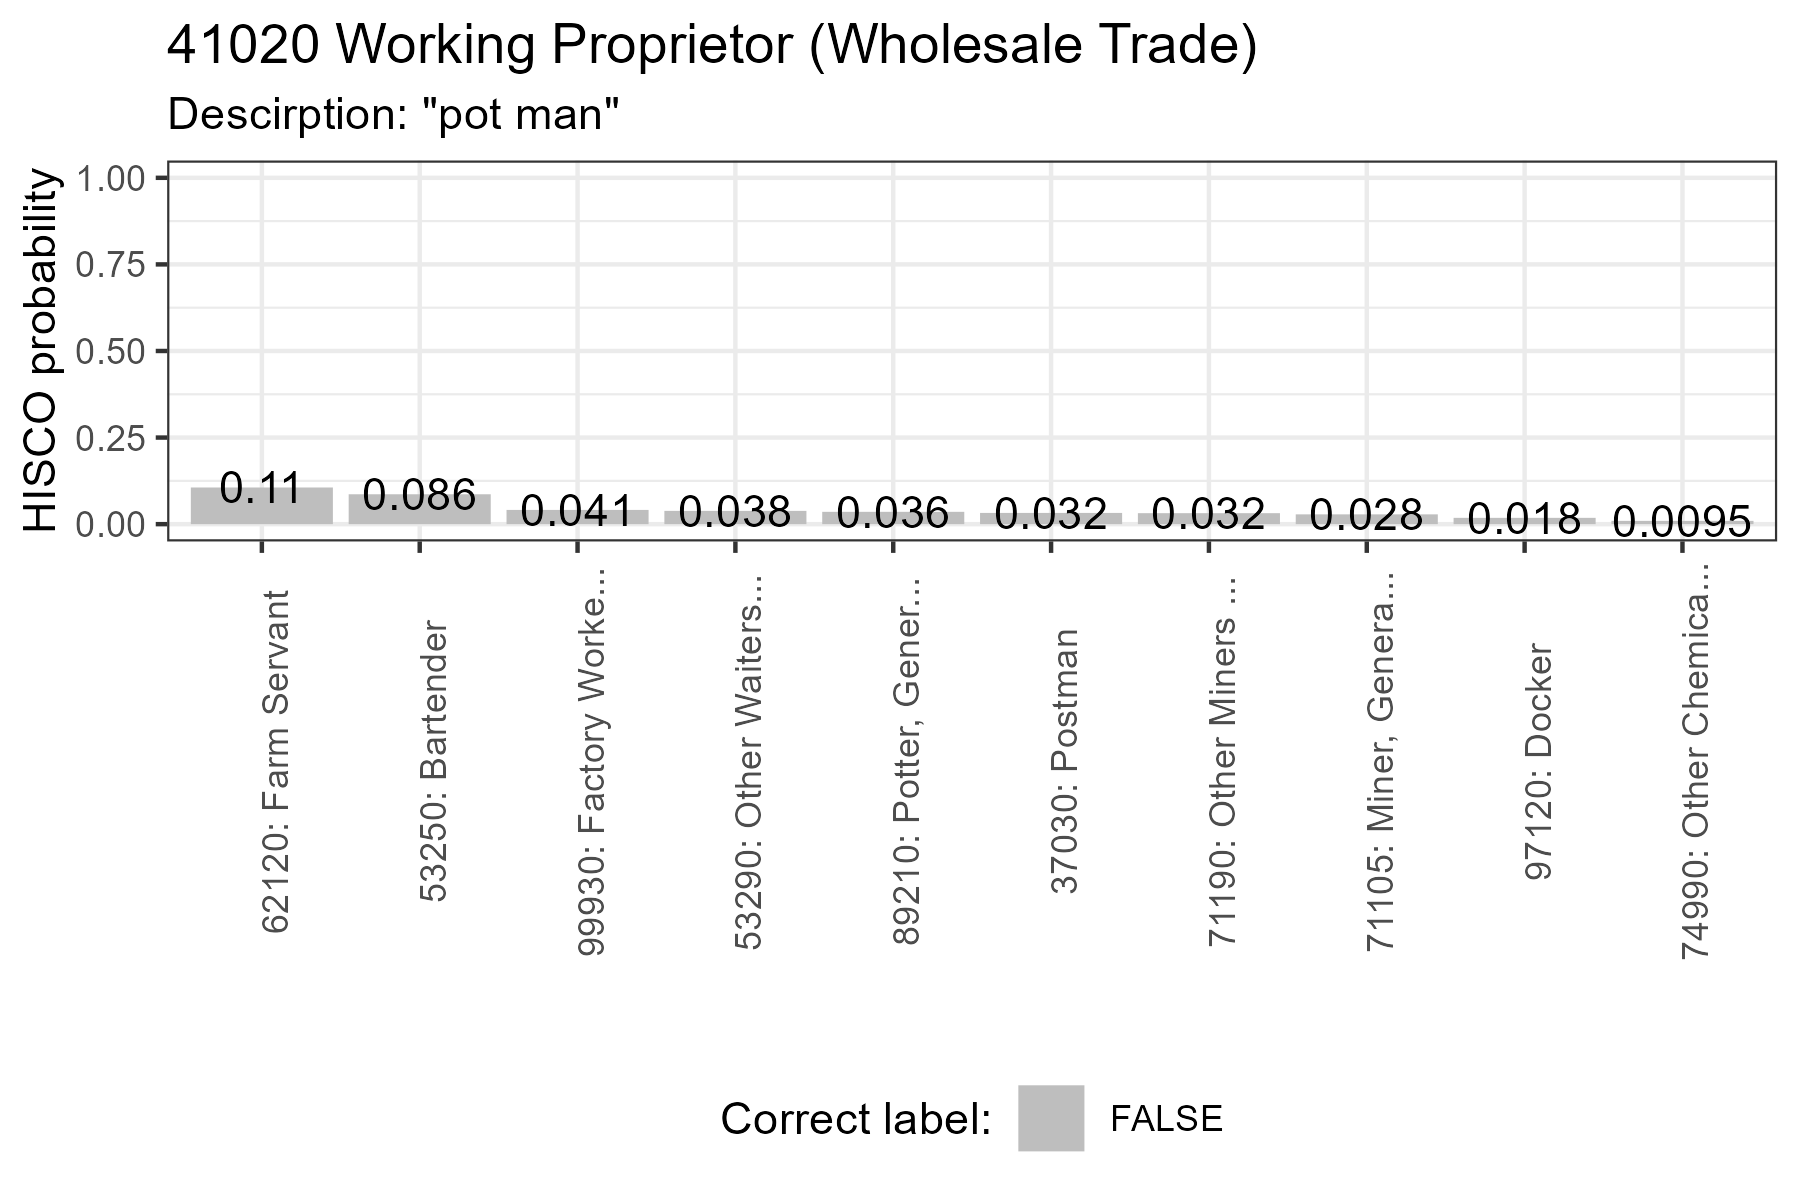 41020 Working Proprietor (Wholesale Trade)
Descirption: "pot man"
HISCO probability
1.00
0.75
0.50
0.25
0.00
0.11
0.086
0.041
0.038
0.036
0.032
0.032
0.028
0.018
0.0095
62120: Farm Servant
53250: Bartender
99930: Factory Worke...
53290: Other Waiters...
89210: Potter, Gener...
37030: Postman
71190: Other Miners ...
71105: Miner, Genera...
97120: Docker
74990: Other Chemica...
Correct label:
FALSE